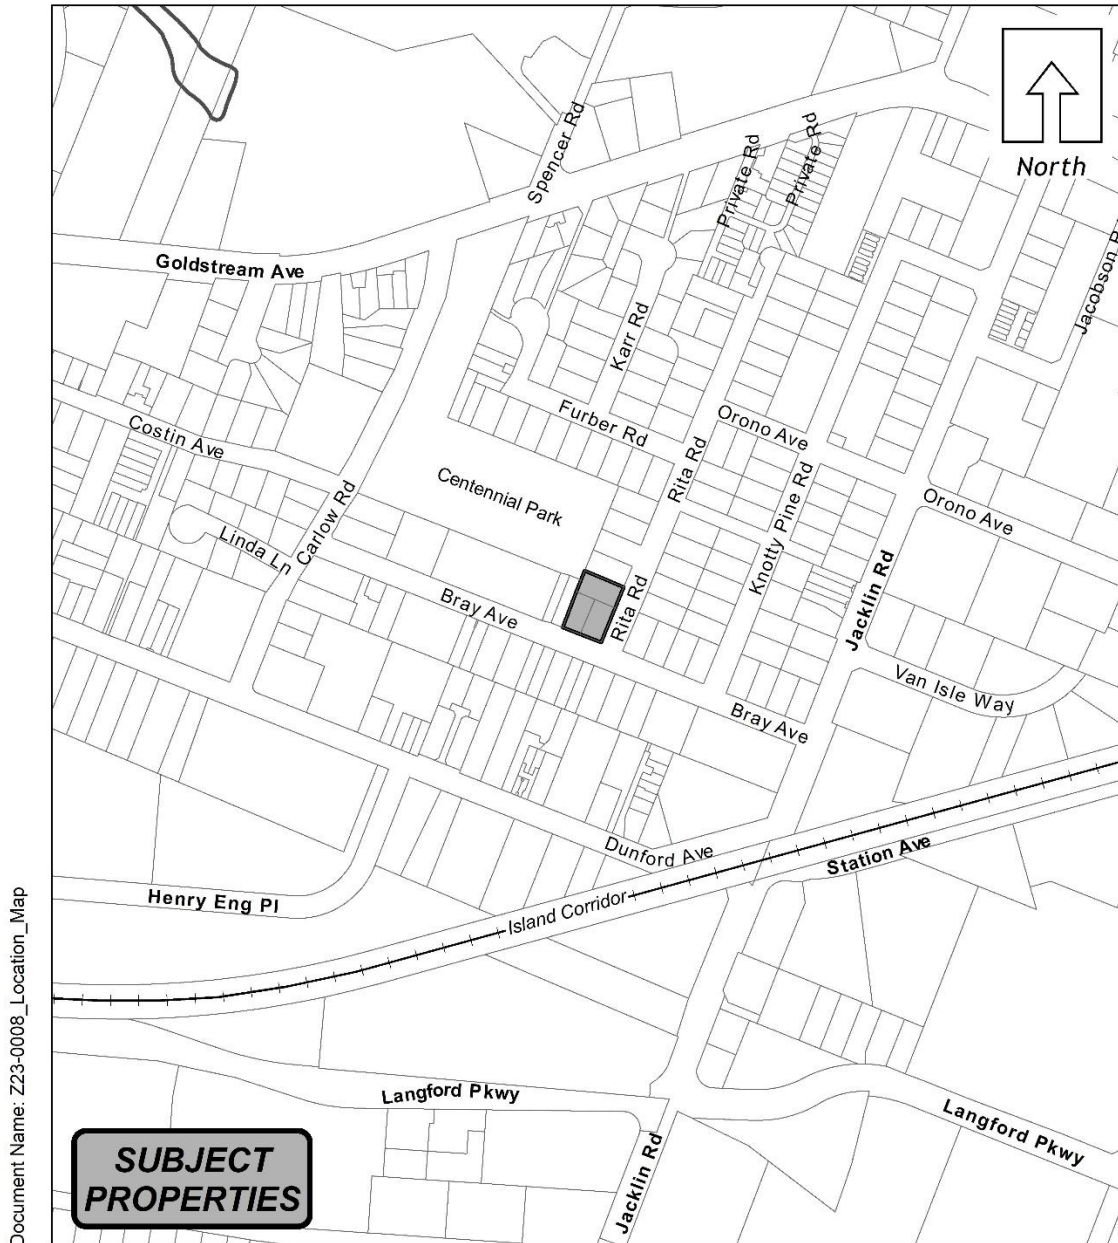 North
Spencer Rd
Private Rd
Private Rd
Goldstream Ave
Jacobson R
Karr Rd
Furber Rd
Orono Ave
Costin Ave
Rita Rd
Centennial Park
Knotty Pine Rd
Orono Ave
Carlow Rd
Linda Ln
Bray Ave
Rita Rd
Jacklin Rd
Van Isle Way
Bray Ave
Dunford Ave
Station Ave
Henry Eng Pl
Island Corridor
Langford Pkwy
Langford Pkwy
Jacklin Rd
SUBJECT
PROPERTIES
Document Name: Z23-0008_Location_Map